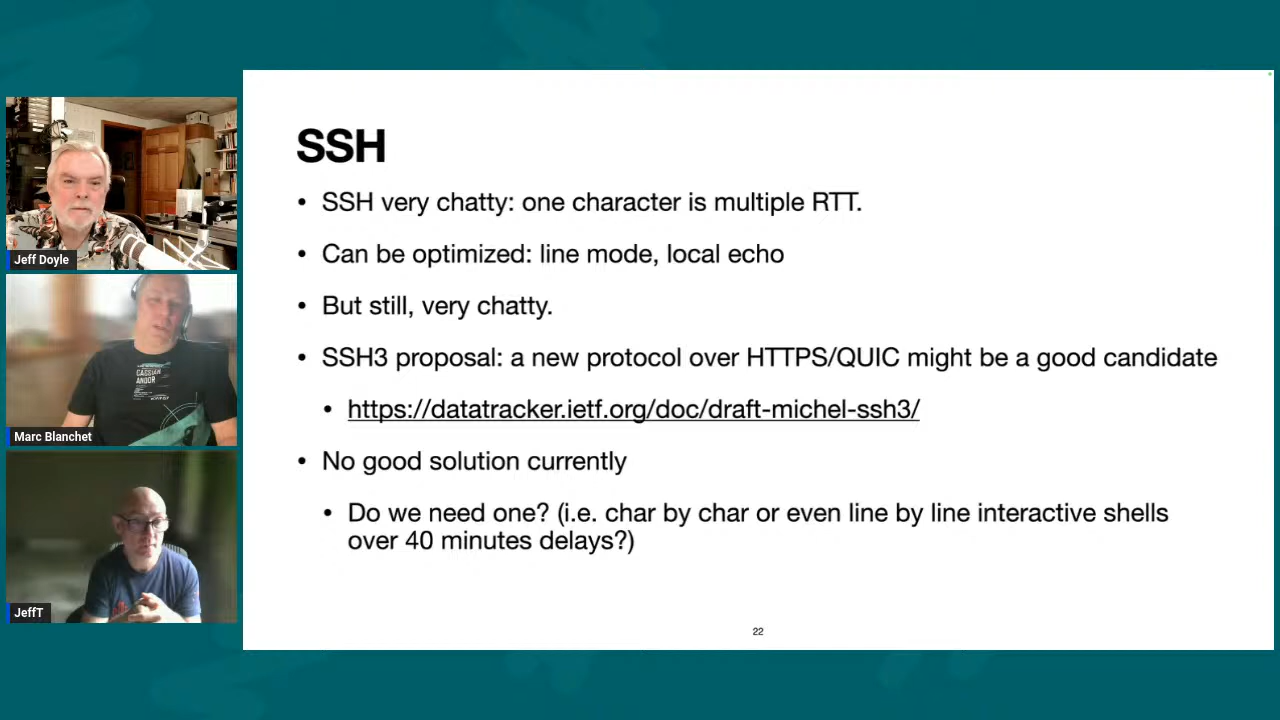 SSH
• SSH very chatty: one character is multiple RTT.
• Can be optimized: line mode, local echo
• But still, very chatty.
• SSH3 proposal: a new protocol over HTTPS/QUIC might be a good candidate
• https://datatracker.ietf.org/doc/draft-michel-ssh3/
• No good solution currently
• Do we need one? (i.e. char by char or even line by line interactive shells
over 40 minutes delays?)
22
Jeff Doyle
CASSIAN
ANDOR
Marc Blanchet
JeffT